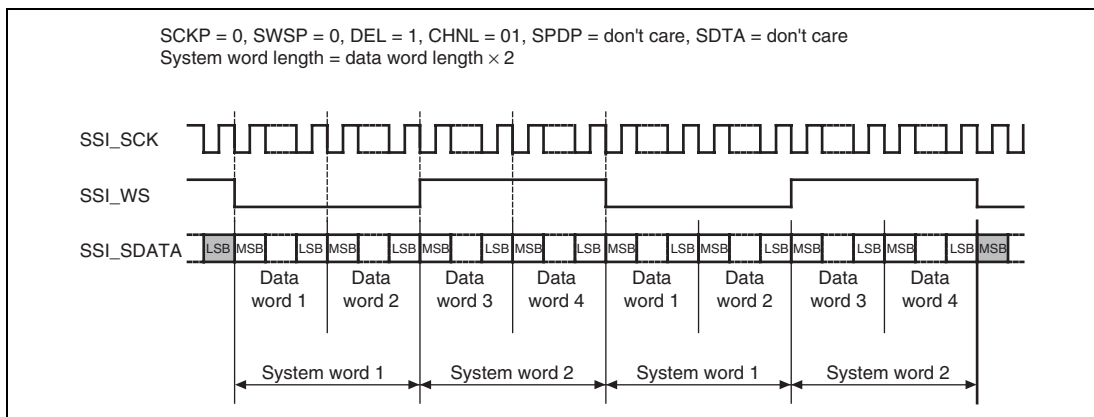 SCKP = 0, SWSP = 0, DEL = 1, CHNL = 01, SPDP = don't care, SDTA = don't care
System word length = data word length × 2
SSI_SCK
SSI_WS
SSI_SDATA
LSB MSB LSB MSB LSB MSB LSB MSB LSB MSB LSB MSB LSB MSB LSB MSB LSB MSB
Data Data Data Data Data Data Data Data
word 1 word 2 word 3 word 4 word 1 word 2 word 3 word 4
System word 1 System word 2 System word 1 System word 2